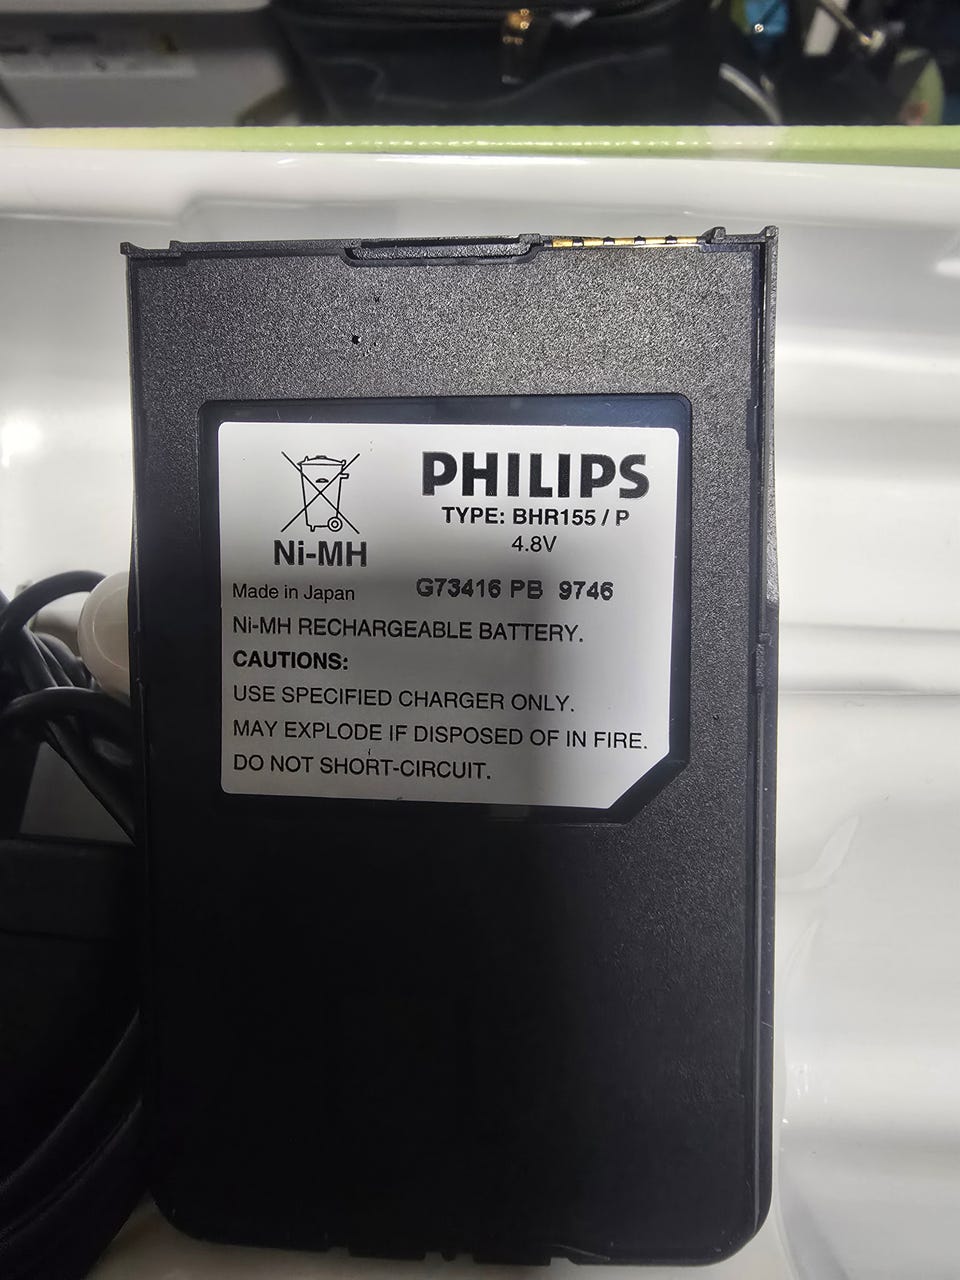 PHILIPS
TYPE: BHR155 / P
4.8V
Ni-MH
Made in Japan G73416 PB 9746
Ni-MH RECHARGEABLE BATTERY.
CAUTIONS:
USE SPECIFIED CHARGER ONLY.
MAY EXPLODE IF DISPOSED OF IN FIRE.
DO NOT SHORT-CIRCUIT.